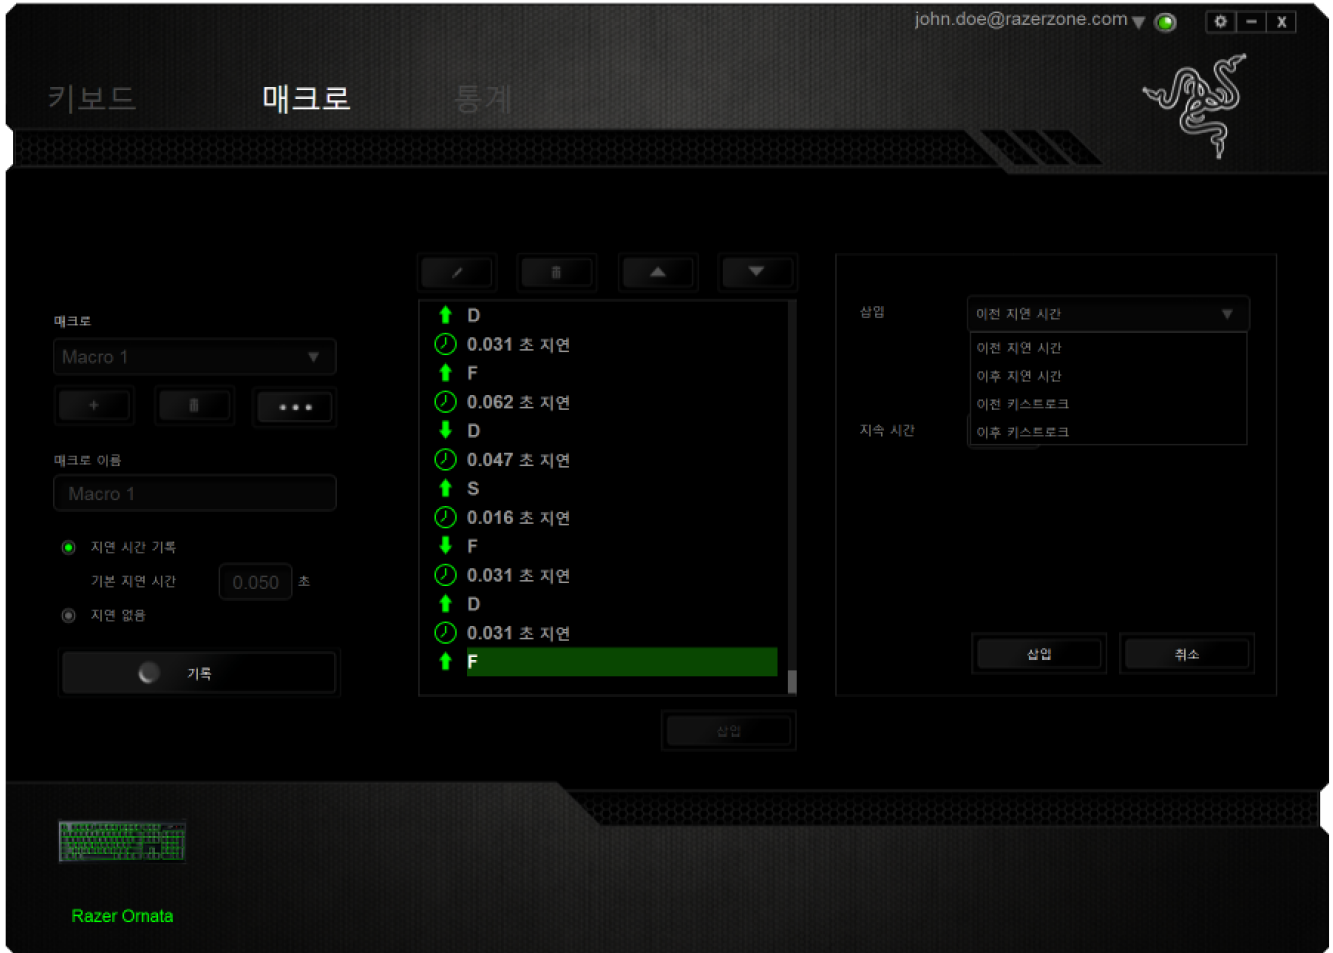 john.doe@razerzone.com
키보드
매크로
통계
매크로
Macro 1
매크로 이름
Macro 1
지연 시간 기록
기본 지연 시간 0.050 초
지연 없음
기록
D
0.031 초 지연
F
0.062 초 지연
D
0.047 초 지연
S
0.016 초 지연
F
0.031 초 지연
D
0.031 초 지연
F
삽입
삽입
이전 지연 시간
이전 지연 시간
이후 지연 시간
이전 키스트로크
이후 키스트로크
지속 시간
삽입
취소
Razer Ornata